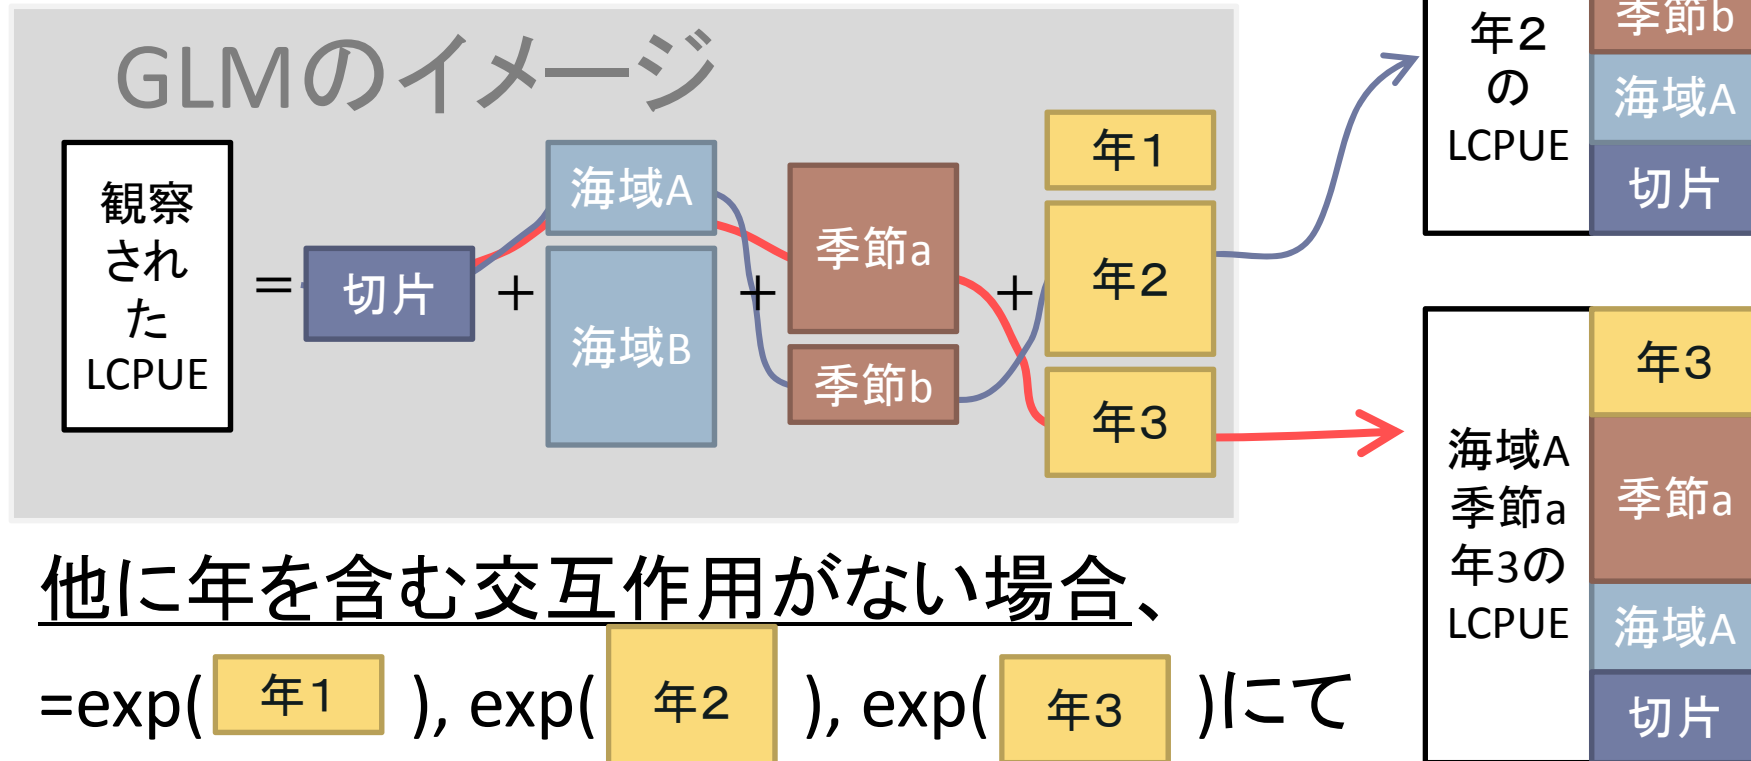 GLMのイメージ
観察
され
た
LCPUE
=
切片
+
海域A
海域B
+
季節a
季節b
+
年1
年2
年3
年2
の
LCPUE
季節b
海域A
切片
海域A
季節a
年3の
LCPUE
年3
季節a
海域A
切片
他に年を含む交互作用がない場合、
=exp( 年1 ), exp( 年2 ), exp( 年3 )にて